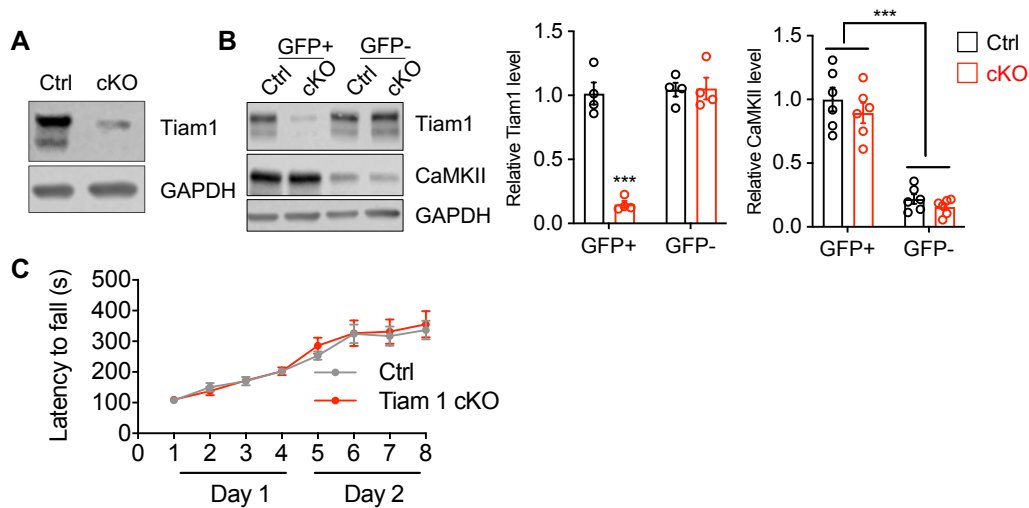 A
Ctrl cKO
Tiam1
GAPDH
B
GFP+ GFP-
Ctrl cKO Ctrl cKO
Tiam1
CaMKII
GAPDH
Relative Tiam1 level
1.5
1.0
0.5
0.0
***
GFP+ GFP-
Relative CaMKII level
1.5
1.0
0.5
0.0
***
GFP+ GFP-
Ctrl
cKO
C
Latency to fall (s)
500
400
300
200
100
0
0 1 2 3 4 5 6 7 8
Day 1 Day 2
Ctrl
Tiam 1 cKO